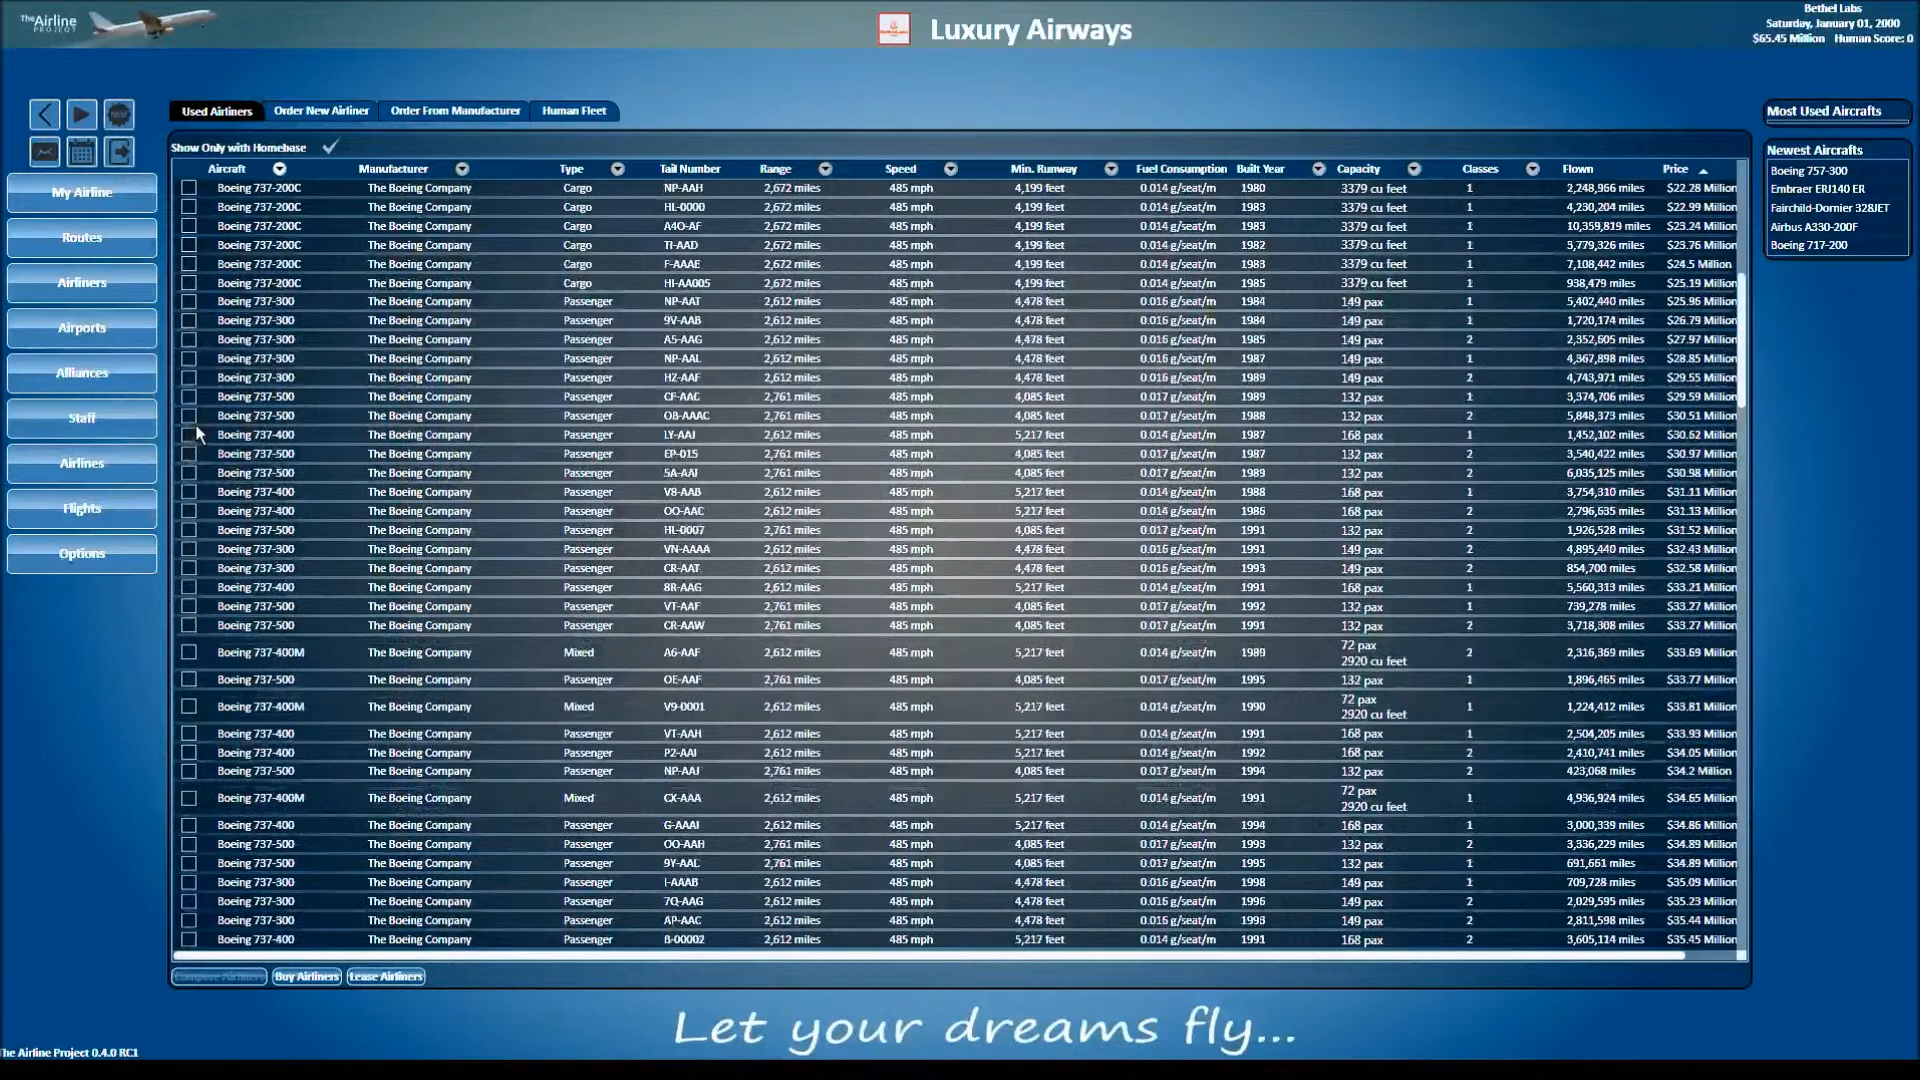 TheAirline
PROJECT
Luxury Airways
Bethel Labs
Saturday, January 01, 2000
$65.45 Million Human Score: 0
Used Airliners Order New Airliner Order From Manufacturer Human Fleet
Most Used Aircrafts
Newest Aircrafts
Boeing 757-300
Embraer ERJ140 ER
Fairchild-Dornier 328JET
Airbus A330-200F
Boeing 717-200
My Airline
Routes
Airliners
Airports
Alliances
Staff
Airlines
Flights
Options
Show Only with Homebase
Aircraft Manufacturer Type Tail Number Range Speed Min. Runway Fuel Consumption Built Year Capacity Classes Flown Price
Boeing 737-200C The Boeing Company Cargo NP-AAH 2,672 miles 485 mph 4,199 feet 0.014 g/seat/m 1980 3379 cu feet 1 2,248,966 miles $22.28 Million
Boeing 737-200C The Boeing Company Cargo HL-0000 2,672 miles 485 mph 4,199 feet 0.014 g/seat/m 1983 3379 cu feet 1 4,230,204 miles $22.99 Million
Boeing 737-200C The Boeing Company Cargo A4O-AF 2,672 miles 485 mph 4,199 feet 0.014 g/seat/m 1983 3379 cu feet 1 10,359,819 miles $23.24 Million
Boeing 737-200C The Boeing Company Cargo TI-AAD 2,672 miles 485 mph 4,199 feet 0.014 g/seat/m 1982 3379 cu feet 1 5,779,326 miles $23.76 Million
Boeing 737-200C The Boeing Company Cargo F-AAAE 2,672 miles 485 mph 4,199 feet 0.014 g/seat/m 1983 3379 cu feet 1 7,108,442 miles $24.5 Million
Boeing 737-200C The Boeing Company Cargo HI-AA005 2,672 miles 485 mph 4,199 feet 0.014 g/seat/m 1985 3379 cu feet 1 938,479 miles $25.19 Million
Boeing 737-300 The Boeing Company Passenger NP-AAT 2,612 miles 485 mph 4,478 feet 0.016 g/seat/m 1984 149 pax 1 5,402,440 miles $25.96 Million
Boeing 737-300 The Boeing Company Passenger 9V-AAB 2,612 miles 485 mph 4,478 feet 0.016 g/seat/m 1984 149 pax 1 1,720,174 miles $26.79 Million
Boeing 737-300 The Boeing Company Passenger A5-AAG 2,612 miles 485 mph 4,478 feet 0.016 g/seat/m 1985 149 pax 2 2,352,605 miles $27.97 Million
Boeing 737-300 The Boeing Company Passenger NP-AAL 2,612 miles 485 mph 4,478 feet 0.016 g/seat/m 1987 149 pax 1 4,367,898 miles $28.85 Million
Boeing 737-300 The Boeing Company Passenger HZ-AAF 2,612 miles 485 mph 4,478 feet 0.016 g/seat/m 1989 149 pax 2 4,743,971 miles $29.55 Million
Boeing 737-500 The Boeing Company Passenger CF-AAC 2,761 miles 485 mph 4,085 feet 0.017 g/seat/m 1989 132 pax 1 3,374,706 miles $29.59 Million
Boeing 737-500 The Boeing Company Passenger OB-AAAC 2,761 miles 485 mph 4,085 feet 0.017 g/seat/m 1988 132 pax 2 5,848,373 miles $30.51 Million
Boeing 737-400 The Boeing Company Passenger LY-AAJ 2,612 miles 485 mph 5,217 feet 0.014 g/seat/m 1987 168 pax 1 1,452,102 miles $30.62 Million
Boeing 737-500 The Boeing Company Passenger EP-015 2,761 miles 485 mph 4,085 feet 0.017 g/seat/m 1987 132 pax 2 3,540,422 miles $30.97 Million
Boeing 737-500 The Boeing Company Passenger 5A-AAI 2,761 miles 485 mph 4,085 feet 0.017 g/seat/m 1989 132 pax 2 6,035,125 miles $30.98 Million
Boeing 737-400 The Boeing Company Passenger V8-AAB 2,612 miles 485 mph 5,217 feet 0.014 g/seat/m 1988 168 pax 1 3,754,310 miles $31.11 Million
Boeing 737-400 The Boeing Company Passenger OO-AAC 2,612 miles 485 mph 5,217 feet 0.014 g/seat/m 1986 168 pax 2 2,796,635 miles $31.13 Million
Boeing 737-500 The Boeing Company Passenger HL-0007 2,761 miles 485 mph 4,085 feet 0.017 g/seat/m 1991 132 pax 2 1,926,528 miles $31.52 Million
Boeing 737-300 The Boeing Company Passenger VN-AAAA 2,612 miles 485 mph 4,478 feet 0.016 g/seat/m 1991 149 pax 2 4,895,440 miles $32.43 Million
Boeing 737-300 The Boeing Company Passenger CR-AAT 2,612 miles 485 mph 4,478 feet 0.016 g/seat/m 1993 149 pax 2 854,700 miles $32.58 Million
Boeing 737-400 The Boeing Company Passenger 8R-AAG 2,612 miles 485 mph 5,217 feet 0.014 g/seat/m 1991 168 pax 1 5,560,313 miles $33.21 Million
Boeing 737-500 The Boeing Company Passenger VT-AAF 2,761 miles 485 mph 4,085 feet 0.017 g/seat/m 1992 132 pax 1 739,278 miles $33.27 Million
Boeing 737-500 The Boeing Company Passenger CR-AAW 2,761 miles 485 mph 4,085 feet 0.017 g/seat/m 1991 132 pax 2 3,718,308 miles $33.27 Million
Boeing 737-400M The Boeing Company Mixed A6-AAF 2,612 miles 485 mph 5,217 feet 0.014 g/seat/m 1989 72 pax 2 2,316,369 miles $33.69 Million
2920 cu feet
Boeing 737-500 The Boeing Company Passenger OE-AAF 2,761 miles 485 mph 4,085 feet 0.017 g/seat/m 1995 132 pax 1 1,896,465 miles $33.77 Million
Boeing 737-400M The Boeing Company Mixed V9-0001 2,612 miles 485 mph 5,217 feet 0.014 g/seat/m 1990 72 pax 1 1,224,412 miles $33.81 Million
2920 cu feet
Boeing 737-400 The Boeing Company Passenger VT-AAH 2,612 miles 485 mph 5,217 feet 0.014 g/seat/m 1991 168 pax 1 2,504,205 miles $33.93 Million
Boeing 737-400 The Boeing Company Passenger P2-AAI 2,612 miles 485 mph 5,217 feet 0.014 g/seat/m 1992 168 pax 2 2,410,741 miles $34.05 Million
Boeing 737-500 The Boeing Company Passenger NP-AAJ 2,761 miles 485 mph 4,085 feet 0.017 g/seat/m 1994 132 pax 2 423,068 miles $34.2 Million
Boeing 737-400M The Boeing Company Mixed CX-AAA 2,612 miles 485 mph 5,217 feet 0.014 g/seat/m 1991 72 pax 1 4,936,924 miles $34.65 Million
2920 cu feet
Boeing 737-400 The Boeing Company Passenger G-AAAI 2,612 miles 485 mph 5,217 feet 0.014 g/seat/m 1994 168 pax 1 3,000,339 miles $34.86 Million
Boeing 737-500 The Boeing Company Passenger OO-AAH 2,761 miles 485 mph 4,085 feet 0.017 g/seat/m 1993 132 pax 2 3,336,229 miles $34.89 Million
Boeing 737-500 The Boeing Company Passenger 9Y-AAC 2,761 miles 485 mph 4,085 feet 0.017 g/seat/m 1995 132 pax 1 691,661 miles $34.89 Million
Boeing 737-300 The Boeing Company Passenger I-AAAB 2,612 miles 485 mph 4,478 feet 0.016 g/seat/m 1998 149 pax 1 709,728 miles $35.09 Million
Boeing 737-300 The Boeing Company Passenger 7Q-AAG 2,612 miles 485 mph 4,478 feet 0.016 g/seat/m 1996 149 pax 2 2,029,595 miles $35.23 Million
Boeing 737-300 The Boeing Company Passenger AP-AAC 2,612 miles 485 mph 4,478 feet 0.016 g/seat/m 1998 149 pax 2 2,811,598 miles $35.44 Million
Boeing 737-400 The Boeing Company Passenger B-00002 2,612 miles 485 mph 5,217 feet 0.014 g/seat/m 1991 168 pax 2 3,605,114 miles $35.45 Million
Compare Airliners Buy Airliners Lease Airliners
Let your dreams fly...
The Airline Project 0.4.0 RC1